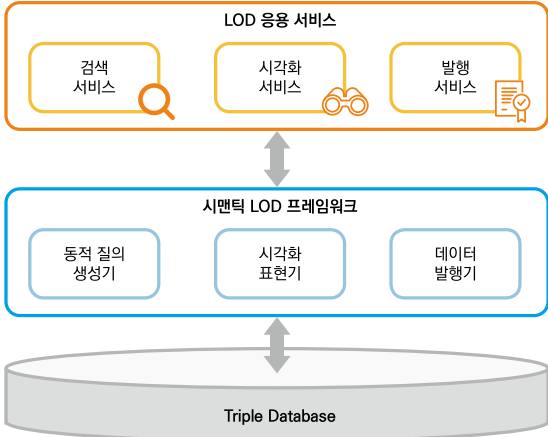 LOD 응용 서비스
검색
서비스
시각화
서비스
발행
서비스
시맨틱 LOD 프레임워크
동적 질의
생성기
시각화
표현기
데이터
발행기
Triple Database